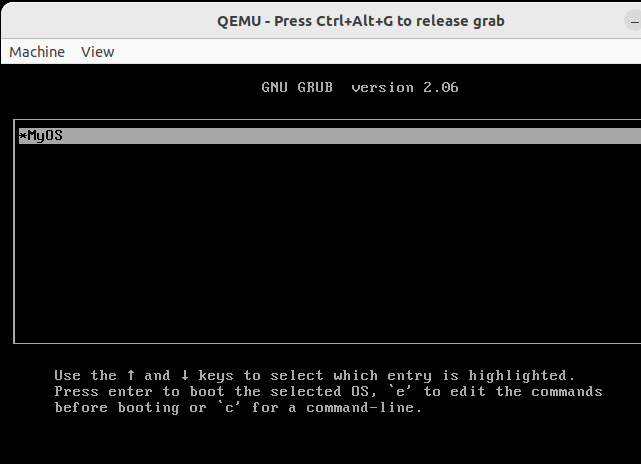 QEMU - Press Ctrl+Alt+G to release grab
Machine View
GNU GRUB version 2.06
*MyOS
Use the ↑ and ↓ keys to select which entry is highlighted.
Press enter to boot the selected OS, `e' to edit the commands
before booting or `c' for a command-line.